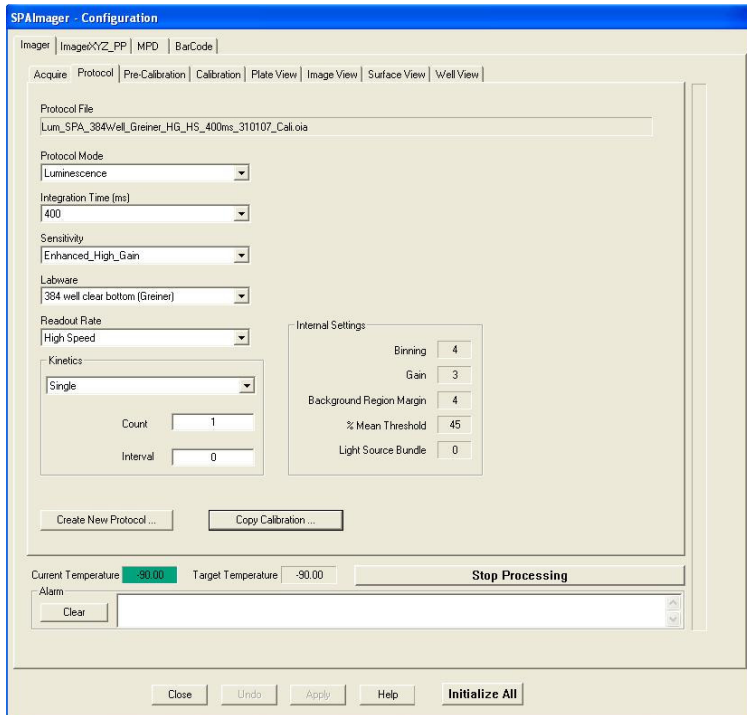 SPAImager - Configuration
Imager ImagerXYZ_PP MPD BarCode
Acquire Protocol Pre-Calibration Calibration Plate View Image View Surface View Well View
Protocol File
Lum_SPA_384Well_Greiner_HG_HS_400ms_310107_Cali.oia
Protocol Mode
Luminescence
Integration Time (ms)
400
Sensitivity
Enhanced_High_Gain
Labware
384 well clear bottom (Greiner)
Readout Rate
High Speed
Kinetics
Single
Count 1
Interval 0
Internal Settings
Binning 4
Gain 3
Background Region Margin 4
% Mean Threshold 45
Light Source Bundle 0
Create New Protocol ... Copy Calibration ...
Current Temperature -90.00 Target Temperature -90.00 Stop Processing
Alarm
Clear
Close Undo Apply Help Initialize All